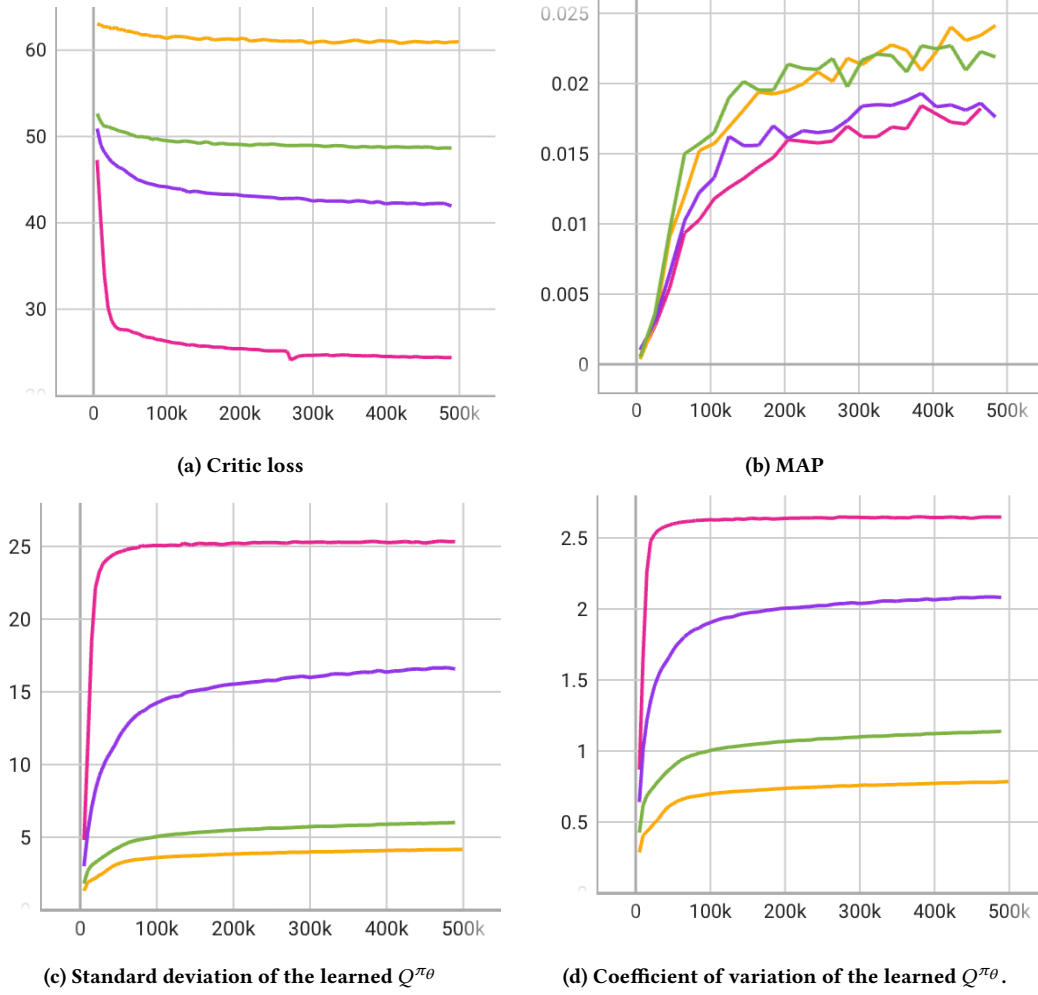 60
50
40
30
20
0 100k 200k 300k 400k 500k
(a) Critic loss
0.025
0.02
0.015
0.01
0.005
0
0 100k 200k 300k 400k 500k
(b) MAP
25
20
15
10
5
0
0 100k 200k 300k 400k 500k
(c) Standard deviation of the learned Q^πθ
2.5
2
1.5
1
0.5
0
0 100k 200k 300k 400k 500k
(d) Coefficient of variation of the learned Q^πθ.